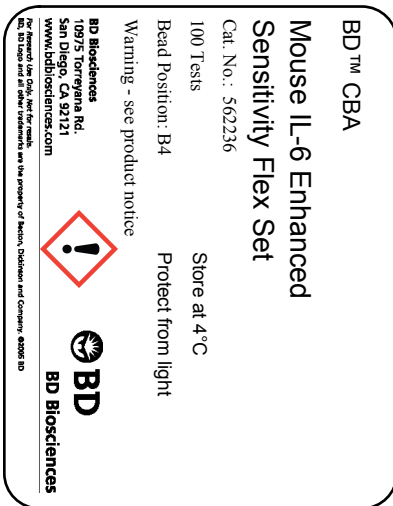 BD™ CBA
Mouse IL-6 Enhanced
Sensitivity Flex Set
Cat. No.: 562236
100 Tests
Store at 4°C
Bead Position: B4
Protect from light
Warning - see product notice
BD Biosciences
10975 Torreyana Rd.
San Diego, CA 92121
www.bdbiosciences.com
BD
BD Biosciences
For Research Use Only. Not for resale.
BD, BD Logo and all other trademarks are the property of Becton, Dickinson and Company. ©2005 BD